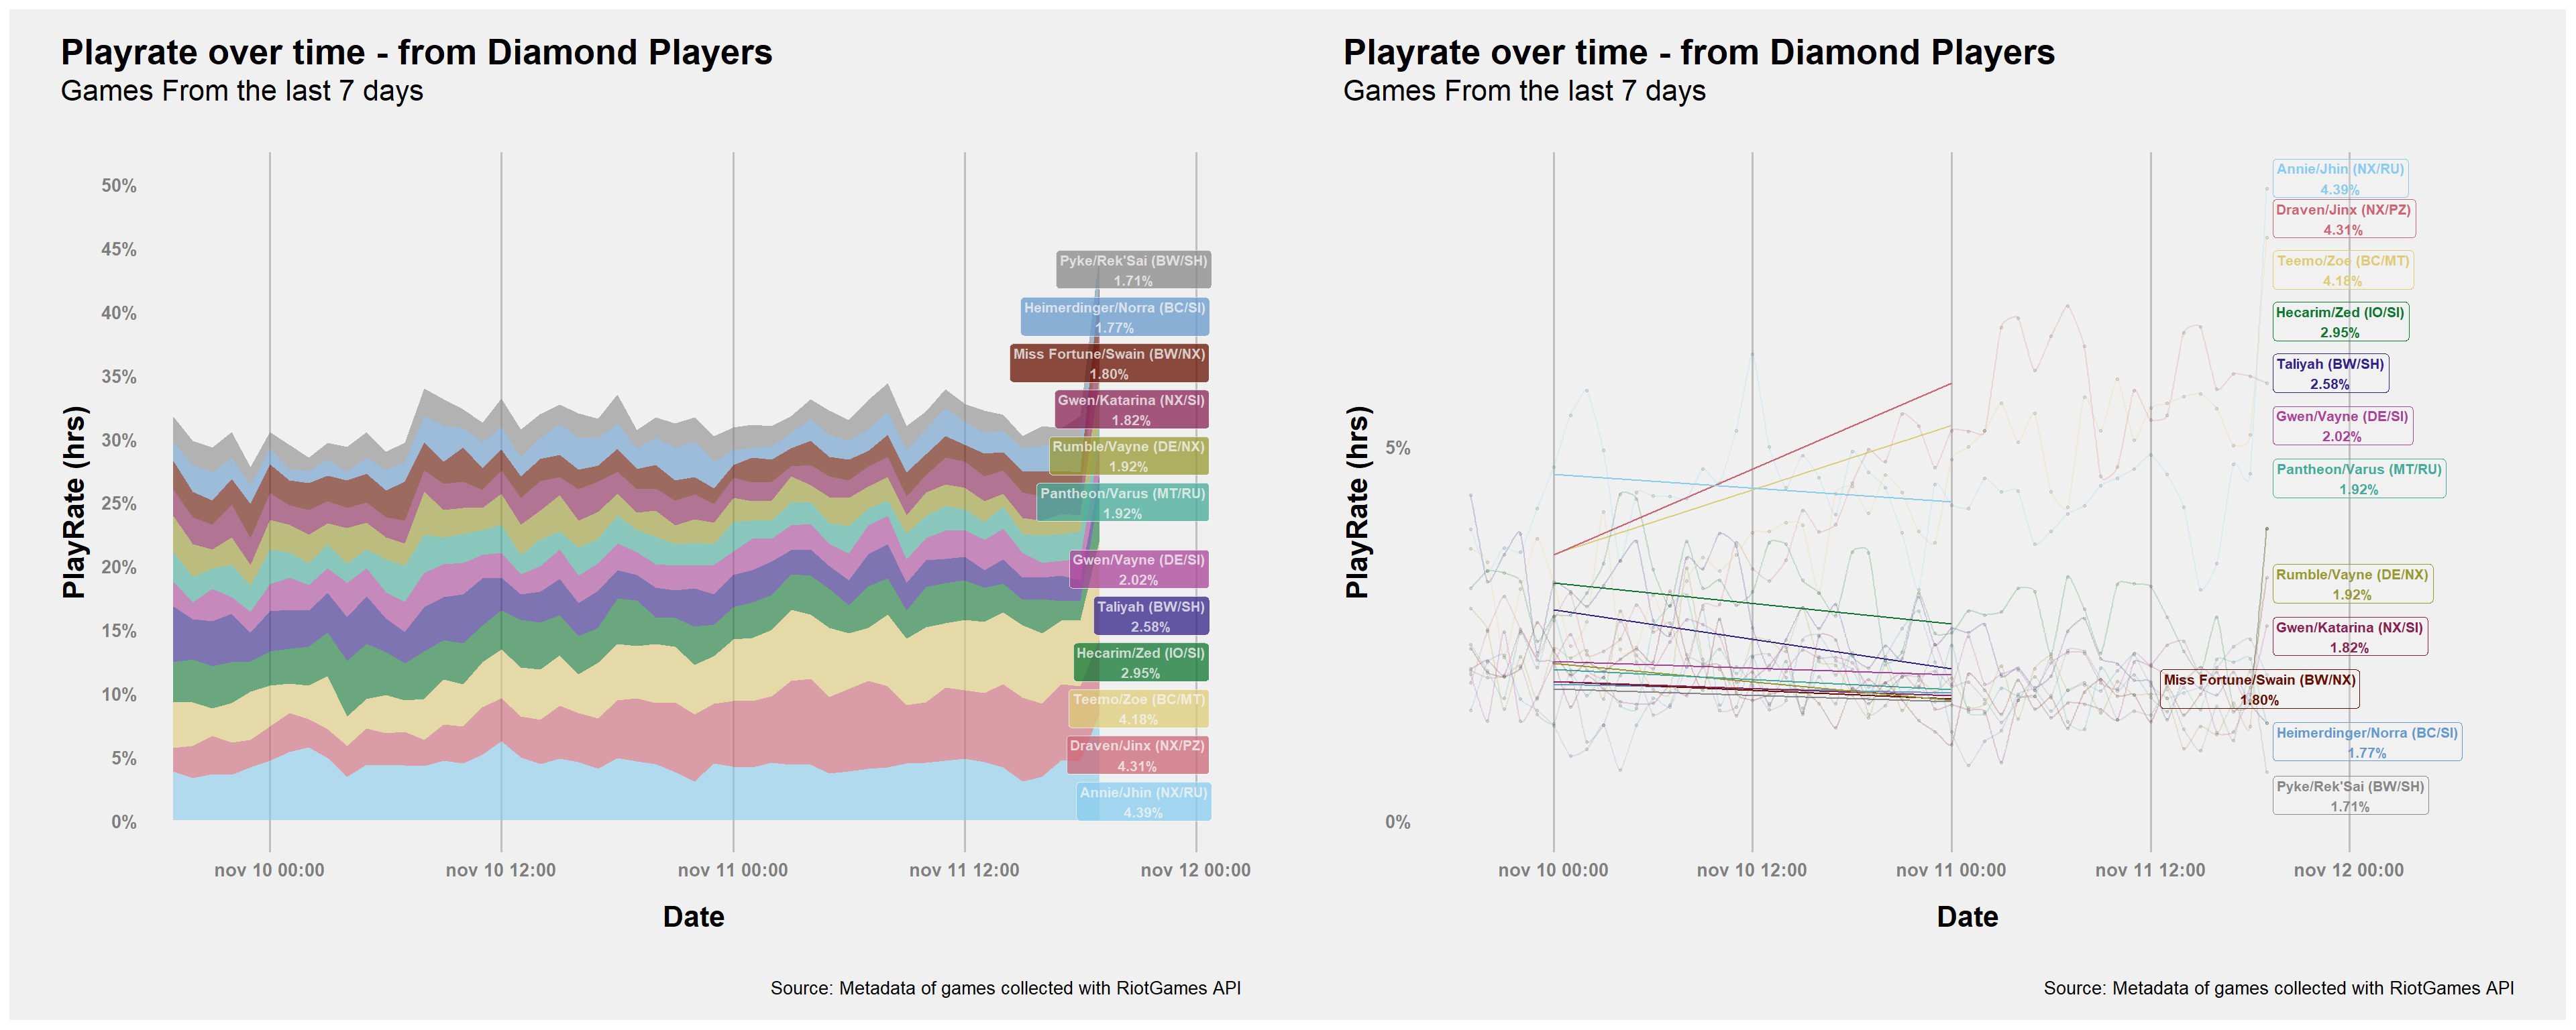 Playrate over time - from Diamond Players
Games From the last 7 days
PlayRate (hrs)
50%
45%
40%
35%
30%
25%
20%
15%
10%
5%
0%
Pyke/Rek'Sai (BW/SH)
1.71%
Heimerdinger/Norra (BC/SI)
1.77%
Miss Fortune/Swain (BW/NX)
1.80%
Gwen/Katarina (NX/SI)
1.82%
Rumble/Vayne (DE/NX)
1.92%
Pantheon/Varus (MT/RU)
1.92%
Gwen/Vayne (DE/SI)
2.02%
Taliyah (BW/SH)
2.58%
Hecarim/Zed (IO/SI)
2.95%
Teemo/Zoe (BC/MT)
4.18%
Draven/Jinx (NX/PZ)
4.31%
Annie/Jhin (NX/RU)
4.39%
nov 10 00:00
nov 10 12:00
nov 11 00:00
nov 11 12:00
nov 12 00:00
Date
Source: Metadata of games collected with RiotGames API
Playrate over time - from Diamond Players
Games From the last 7 days
PlayRate (hrs)
5%
0%
Annie/Jhin (NX/RU)
4.39%
Draven/Jinx (NX/PZ)
4.31%
Teemo/Zoe (BC/MT)
4.18%
Hecarim/Zed (IO/SI)
2.95%
Taliyah (BW/SH)
2.58%
Gwen/Vayne (DE/SI)
2.02%
Pantheon/Varus (MT/RU)
1.92%
Rumble/Vayne (DE/NX)
1.92%
Gwen/Katarina (NX/SI)
1.82%
Miss Fortune/Swain (BW/NX)
1.80%
Heimerdinger/Norra (BC/SI)
1.77%
Pyke/Rek'Sai (BW/SH)
1.71%
nov 10 00:00
nov 10 12:00
nov 11 00:00
nov 11 12:00
nov 12 00:00
Date
Source: Metadata of games collected with RiotGames API